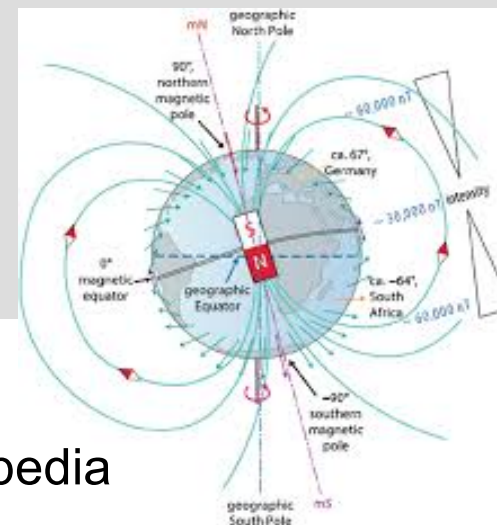 geographic
North Pole
mN
90°,
northern
magnetic
pole
~ 60,000 nT
ca. 67°,
Germany
~ 30,000 nT
intensity
S
N
0°
magnetic
equator
geographic
Equator
ca. –64°,
South
Africa
~ 60,000 nT
–90°
southern
magnetic
pole
pedia
geographic
South Pole
mS